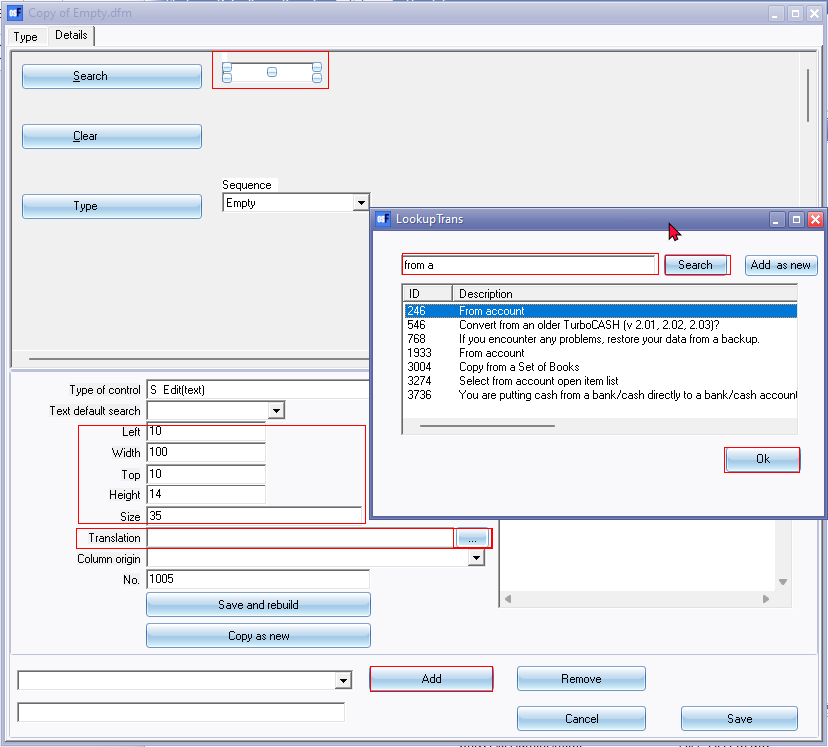 Copy of Empty.dfm
Type
Details
Search
Clear
Type
Sequence
Empty
LookupTrans
from a
Search
Add as new
ID Description
246 From account
546 Convert from an older TurboCASH (v 2.01, 2.02, 2.03)?
768 If you encounter any problems, restore your data from a backup.
1933 From account
3004 Copy from a Set of Books
3274 Select from account open item list
3736 You are putting cash from a bank/cash directly to a bank/cash account
Ok
Type of control S Edit(text)
Text default search
Left 10
Width 100
Top 10
Height 14
Size 35
Translation ...
Column origin
No. 1005
Save and rebuild
Copy as new
Add
Remove
Cancel
Save